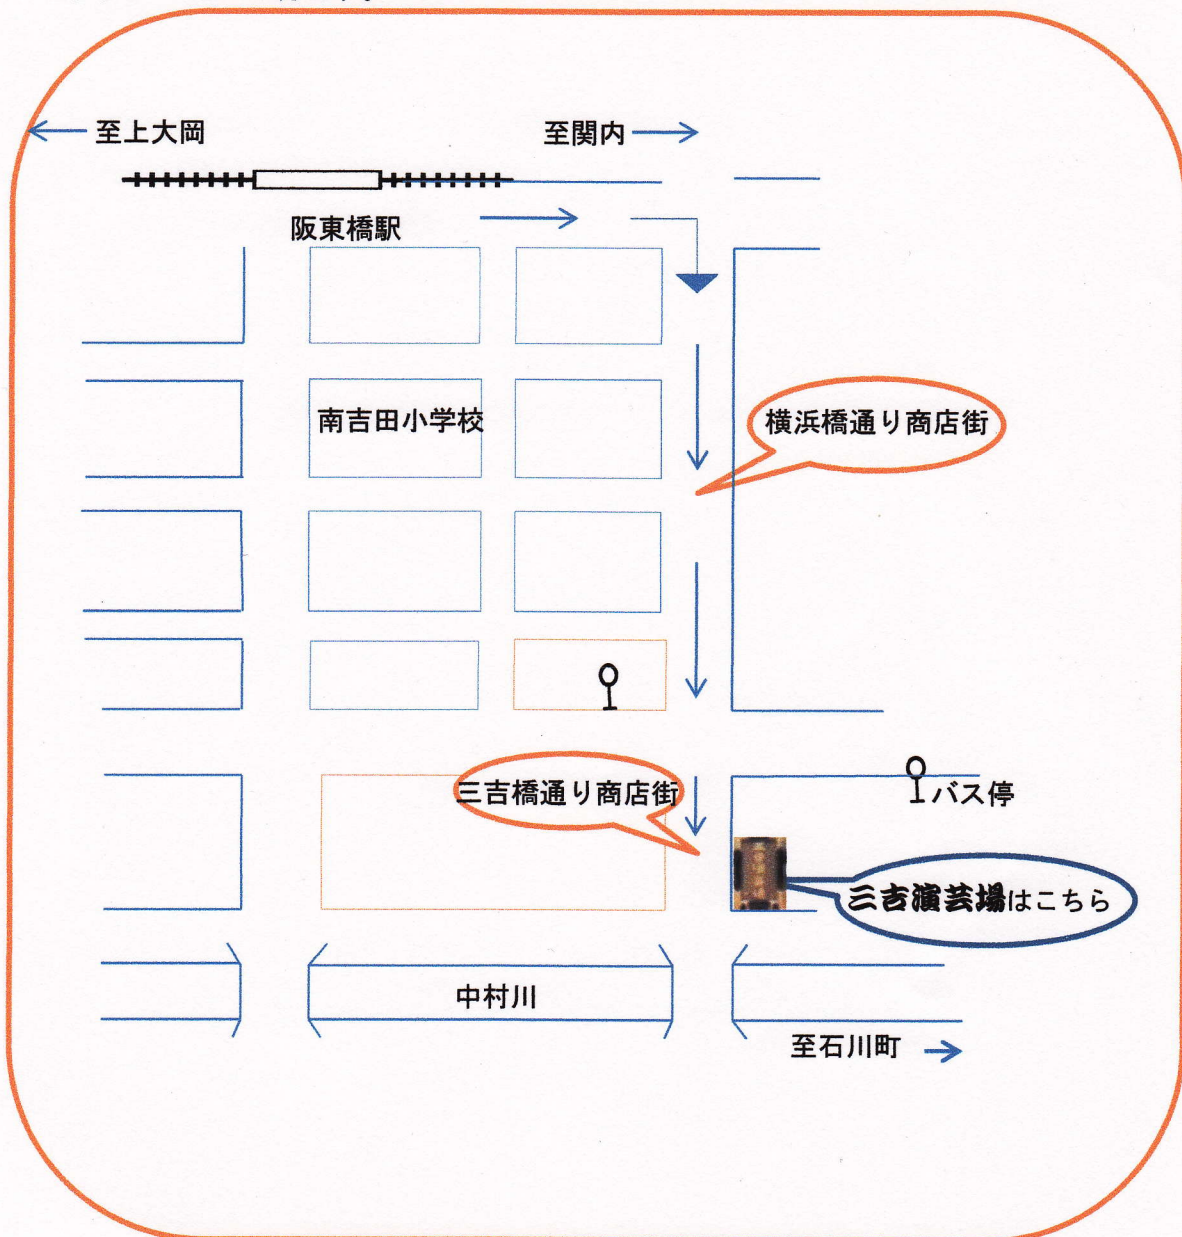 至上大岡
至関内
阪東橋駅
南吉田小学校
横浜橋通り商店街
三吉橋通り商店街
バス停
三吉演芸場はこちら
中村川
至石川町